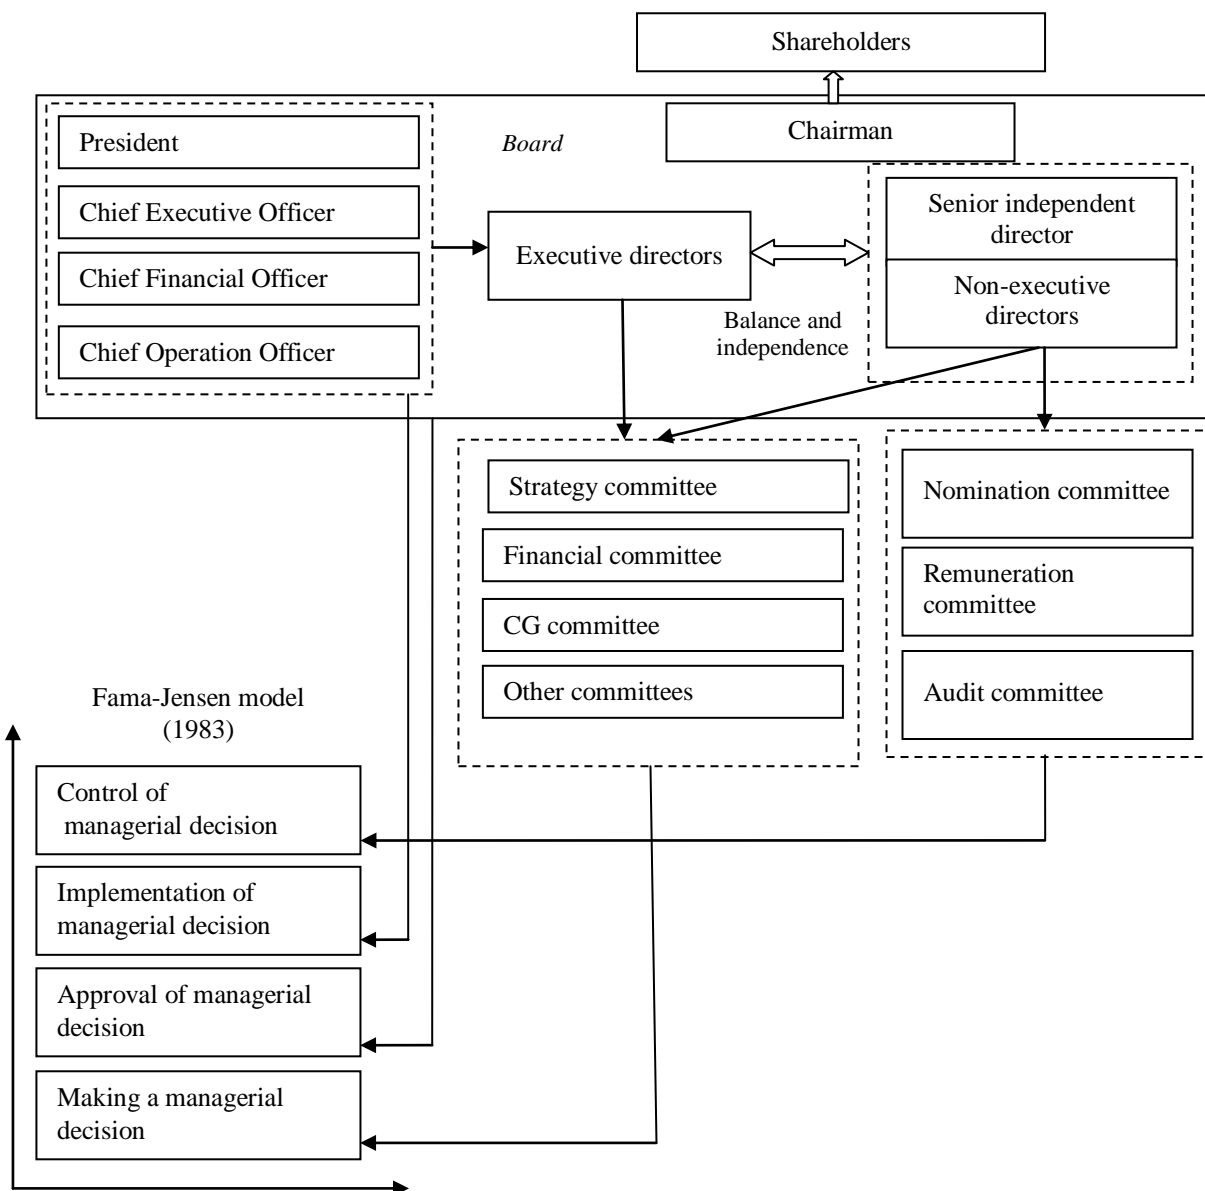 Shareholders
Chairman
Board
President
Chief Executive Officer
Chief Financial Officer
Chief Operation Officer
Executive directors
Senior independent
director
Non-executive
directors
Balance and
independence
Strategy committee
Financial committee
CG committee
Other committees
Nomination committee
Remuneration
committee
Audit committee
Fama-Jensen model
(1983)
Control of
managerial decision
Implementation of
managerial decision
Approval of managerial
decision
Making a managerial
decision